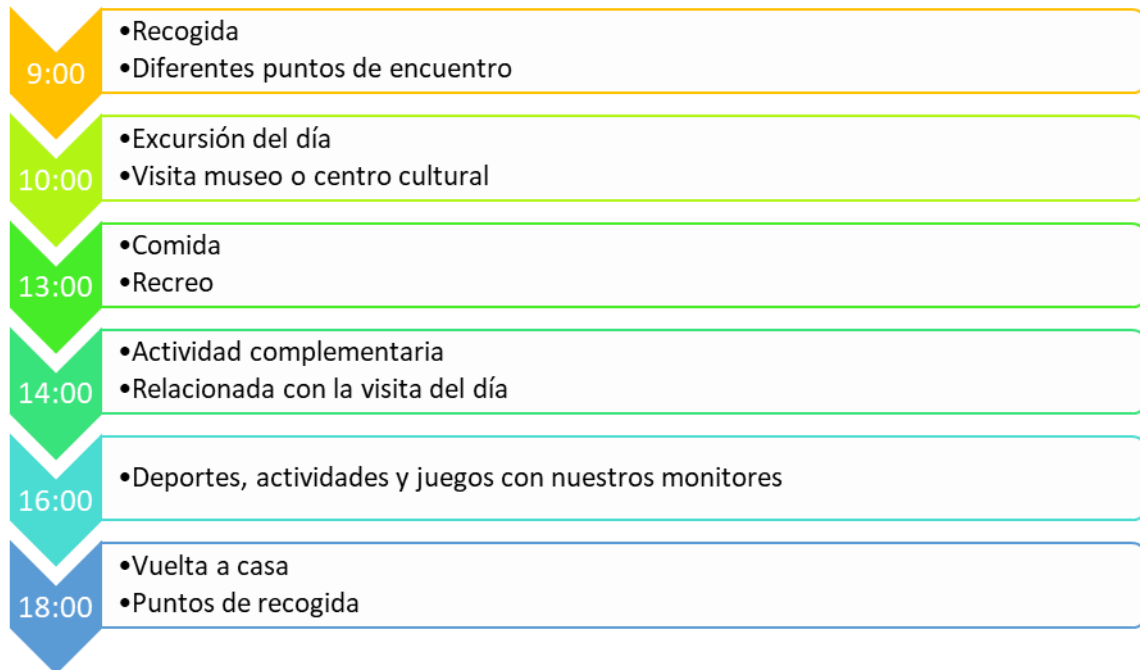 9:00
•Recogida
•Diferentes puntos de encuentro
10:00
•Excursión del día
•Visita museo o centro cultural
13:00
•Comida
•Recreo
14:00
•Actividad complementaria
•Relacionada con la visita del día
16:00
•Deportes, actividades y juegos con nuestros monitores
18:00
•Vuelta a casa
•Puntos de recogida